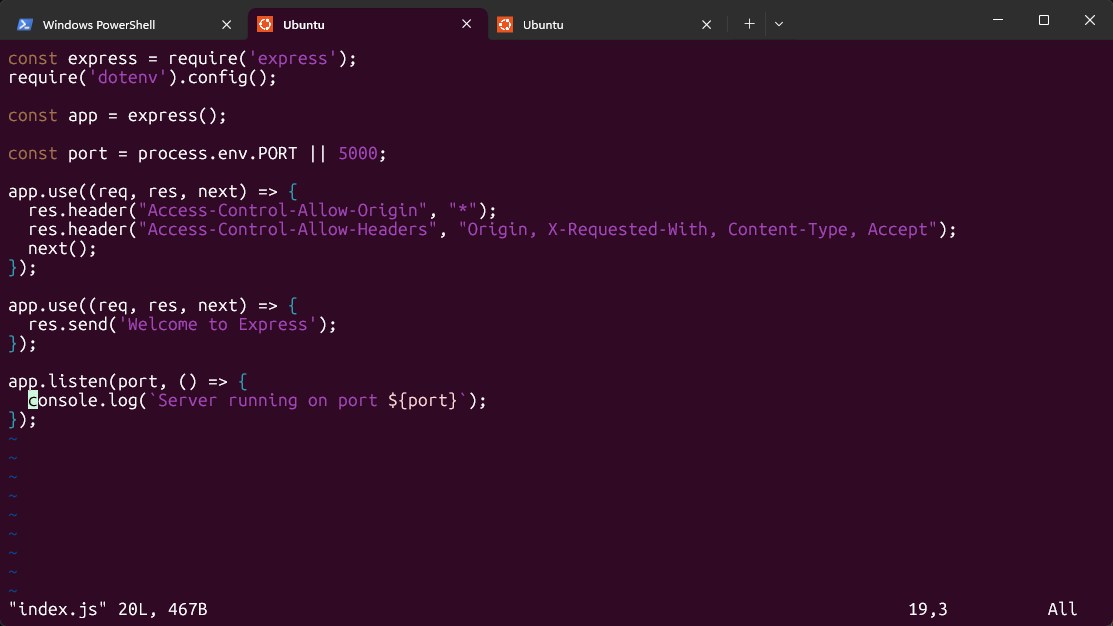 Windows PowerShell
Ubuntu
Ubuntu
const express = require('express');
require('dotenv').config();
const app = express();
const port = process.env.PORT || 5000;
app.use((req, res, next) => {
  res.header("Access-Control-Allow-Origin", "*");
  res.header("Access-Control-Allow-Headers", "Origin, X-Requested-With, Content-Type, Accept");
  next();
});
app.use((req, res, next) => {
  res.send('Welcome to Express');
});
app.listen(port, () => {
  console.log(`Server running on port ${port}`);
});
~
~
~
~
~
~
~
~
~
"index.js" 20L, 467B 19,3 All